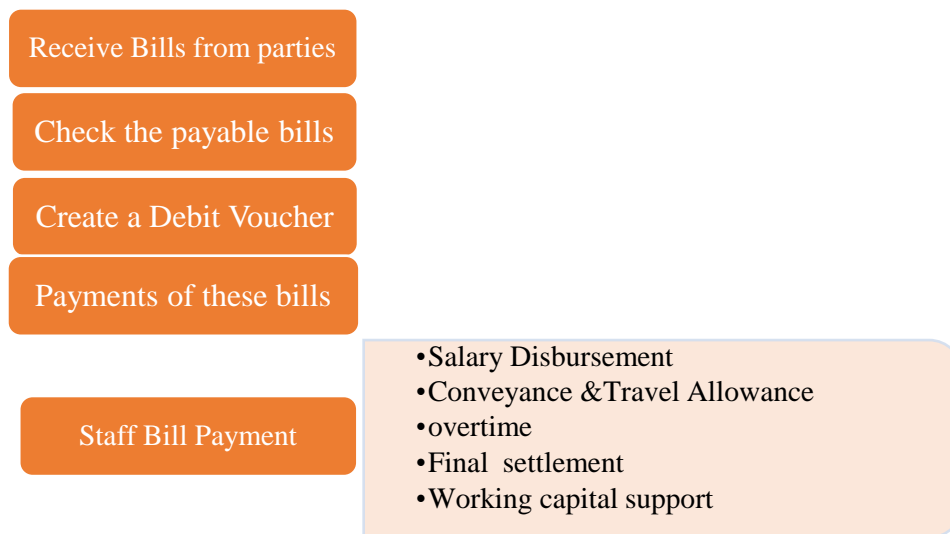 Receive Bills from parties
Check the payable bills
Create a Debit Voucher
Payments of these bills
Staff Bill Payment
•Salary Disbursement
•Conveyance &Travel Allowance
•overtime
•Final settlement
•Working capital support